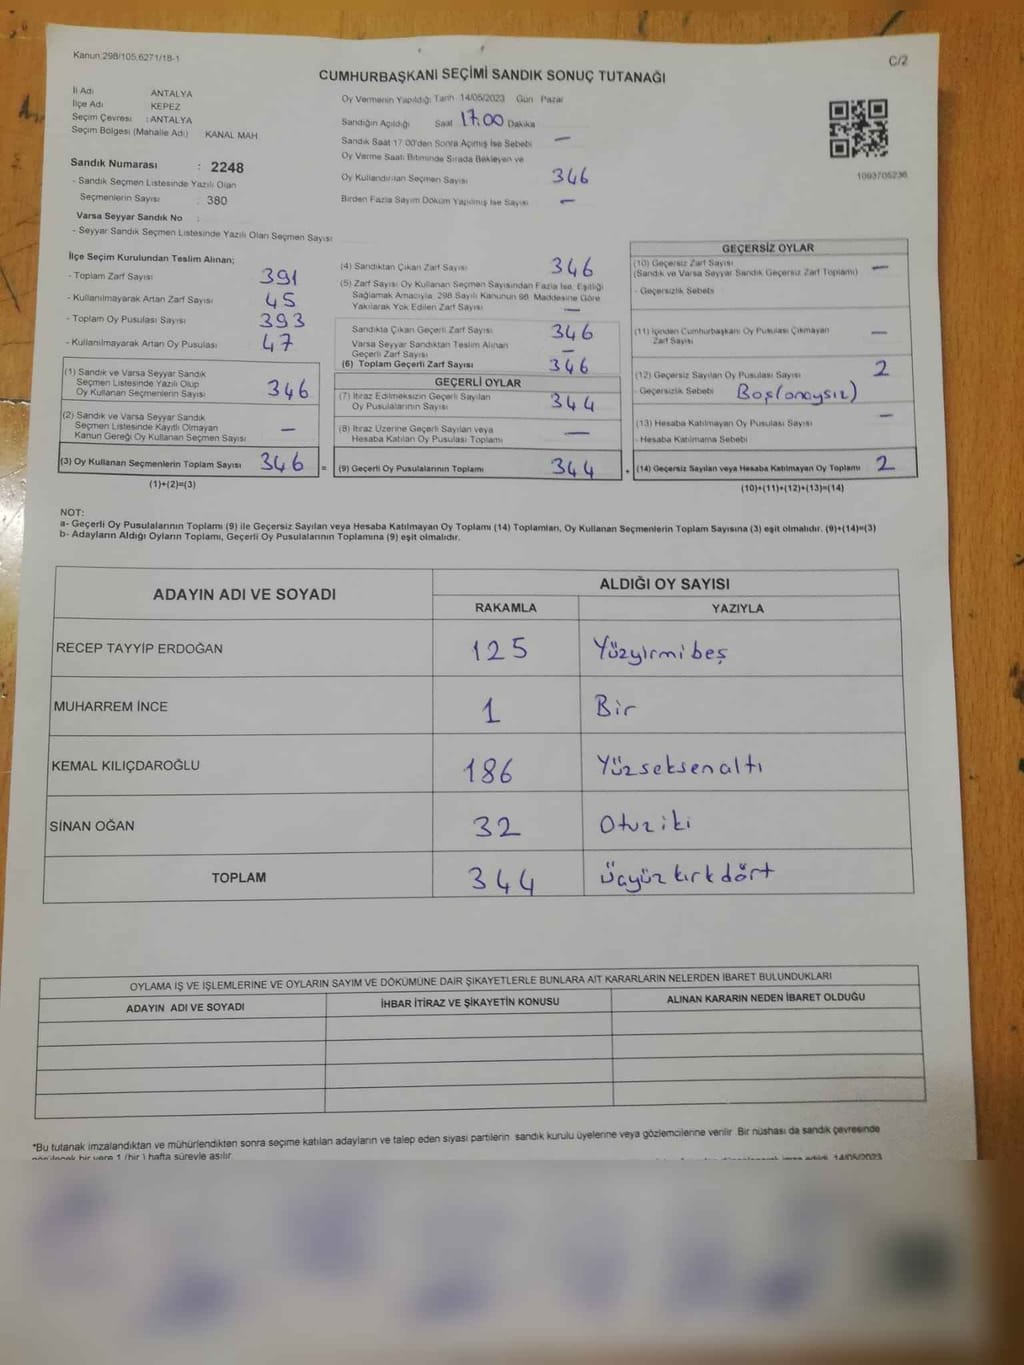 Kanun:298/105,6271/18-1
C/2
CUMHURBAŞKANI SEÇİMİ SANDIK SONUÇ TUTANAĞI
İl Adı ANTALYA
İlçe Adı KEPEZ
Seçim Çevresi : ANTALYA
Seçim Bölgesi (Mahalle Adı) KANAL MAH.
Sandık Numarası : 2248
- Sandık Seçmen Listesinde Yazılı Olan
Seçmenlerin Sayısı : 380
Varsa Seyyar Sandık No :
- Seyyar Sandık Seçmen Listesinde Yazılı Olan Seçmen Sayısı :
Oy Vermenin Yapıldığı Tarih 14/05/2023 Gün Pazar
Sandığın Açıldığı Saat 17.00 Dakika
Sandık Saat 17:00'den Sonra Açılmış İse Sebebi —
Oy Verme Saati Bitiminde Sırada Bekleyen ve
Oy Kullandırılan Seçmen Sayısı 346
Birden Fazla Sayım Döküm Yapılmış İse Sayısı —
1093705236
İlçe Seçim Kurulundan Teslim Alınan;
- Toplam Zarf Sayısı 391
- Kullanılmayarak Artan Zarf Sayısı 45
- Toplam Oy Pusulası Sayısı 393
- Kullanılmayarak Artan Oy Pusulası 47
(1) Sandık ve Varsa Seyyar Sandık
Seçmen Listesinde Yazılı Olup
Oy Kullanan Seçmenlerin Sayısı 346
(2) Sandık ve Varsa Seyyar Sandık
Seçmen Listesinde Kayıtlı Olmayan
Kanun Gereği Oy Kullanan Seçmen Sayısı —
(3) Oy Kullanan Seçmenlerin Toplam Sayısı 346 =
(1)+(2)=(3)
(4) Sandıktan Çıkan Zarf Sayısı 346
(5) Zarf Sayısı Oy Kullanan Seçmen Sayısından Fazla İse, Eşitliği
Sağlamak Amacıyla, 298 Sayılı Kanunun 98. Maddesine Göre
Yakılarak Yok Edilen Zarf Sayısı —
Sandıkta Çıkan Geçerli Zarf Sayısı 346
Varsa Seyyar Sandıktan Teslim Alınan
Geçerli Zarf Sayısı —
(6) Toplam Geçerli Zarf Sayısı 346
GEÇERLİ OYLAR
(7) İtiraz Edilmeksizin Geçerli Sayılan
Oy Pusulalarının Sayısı 344
(8) İtiraz Üzerine Geçerli Sayılan veya
Hesaba Katılan Oy Pusulası Toplamı —
(9) Geçerli Oy Pusulalarının Toplamı 344 +
GEÇERSİZ OYLAR
(10) Geçersiz Zarf Sayısı —
(Sandık ve Varsa Seyyar Sandık Geçersiz Zarf Toplamı)
- Geçersizlik Sebebi
(11) İçinden Cumhurbaşkanı Oy Pusulası Çıkmayan
Zarf Sayısı —
(12) Geçersiz Sayılan Oy Pusulası Sayısı 2
- Geçersizlik Sebebi
(13) Hesaba Katılmayan Oy Pusulası Sayısı —
- Hesaba Katılmama Sebebi
(14) Geçersiz Sayılan veya Hesaba Katılmayan Oy Toplamı 2
(10)+(11)+(12)+(13)=(14)
NOT:
a- Geçerli Oy Pusulalarının Toplamı (9) ile Geçersiz Sayılan veya Hesaba Katılmayan Oy Toplamı (14) Toplamları, Oy Kullanan Seçmenlerin Toplam Sayısına (3) eşit olmalıdır. (9)+(14)=(3)
b- Adayların Aldığı Oyların Toplamı, Geçerli Oy Pusulalarının Toplamına (9) eşit olmalıdır.
ADAYIN ADI VE SOYADI ALDIĞI OY SAYISI
RAKAMLA YAZIYLA
RECEP TAYYİP ERDOĞAN 125 Yüzyirmi beş
MUHARREM İNCE 1 Bir
KEMAL KILIÇDAROĞLU 186 Yüzseksenaltı
SİNAN OĞAN 32 Otuziki
TOPLAM 344 Üçyüz kırk dört
OYLAMA İŞ VE İŞLEMLERİNE VE OYLARIN SAYIM VE DÖKÜMÜNE DAİR ŞİKAYETLERLE BUNLARA AİT KARARLARIN NELERDEN İBARET BULUNDUKLARI
ADAYIN ADI VE SOYADI İHBAR İTİRAZ VE ŞİKAYETİN KONUSU ALINAN KARARIN NEDEN İBARET OLDUĞU
*Bu tutanak imzalandıktan ve mühürlendikten sonra seçime katılan adayların ve talep eden siyasi partilerin sandık kurulu üyelerine veya gözlemcilerine verilir. Bir nüshası da sandık çevresinde
görülecek bir yere 1 (bir) hafta süreyle asılır. imza edildi. 14/05/2023